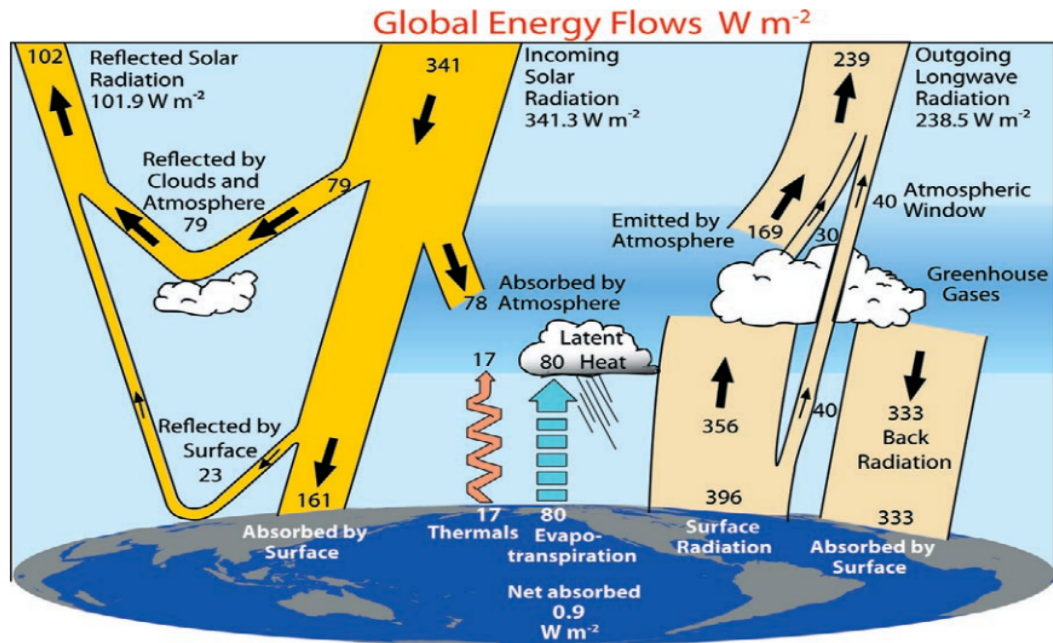 Global Energy Flows W m⁻²
102
Reflected Solar
Radiation
101.9 W m⁻²
341
Incoming
Solar
Radiation
341.3 W m⁻²
239
Outgoing
Longwave
Radiation
238.5 W m⁻²
Reflected by
Clouds and
Atmosphere
79
79
Emitted by
Atmosphere
169
30
40
Atmospheric
Window
Greenhouse
Gases
Absorbed by
78 Atmosphere
17
Latent
80 Heat
Reflected by
Surface
23
356
40
333
Back
Radiation
161
396
333
Absorbed by
Surface
17
Thermals
80
Evapo-
transpiration
Surface
Radiation
Absorbed by
Surface
Net absorbed
0.9
W m⁻²